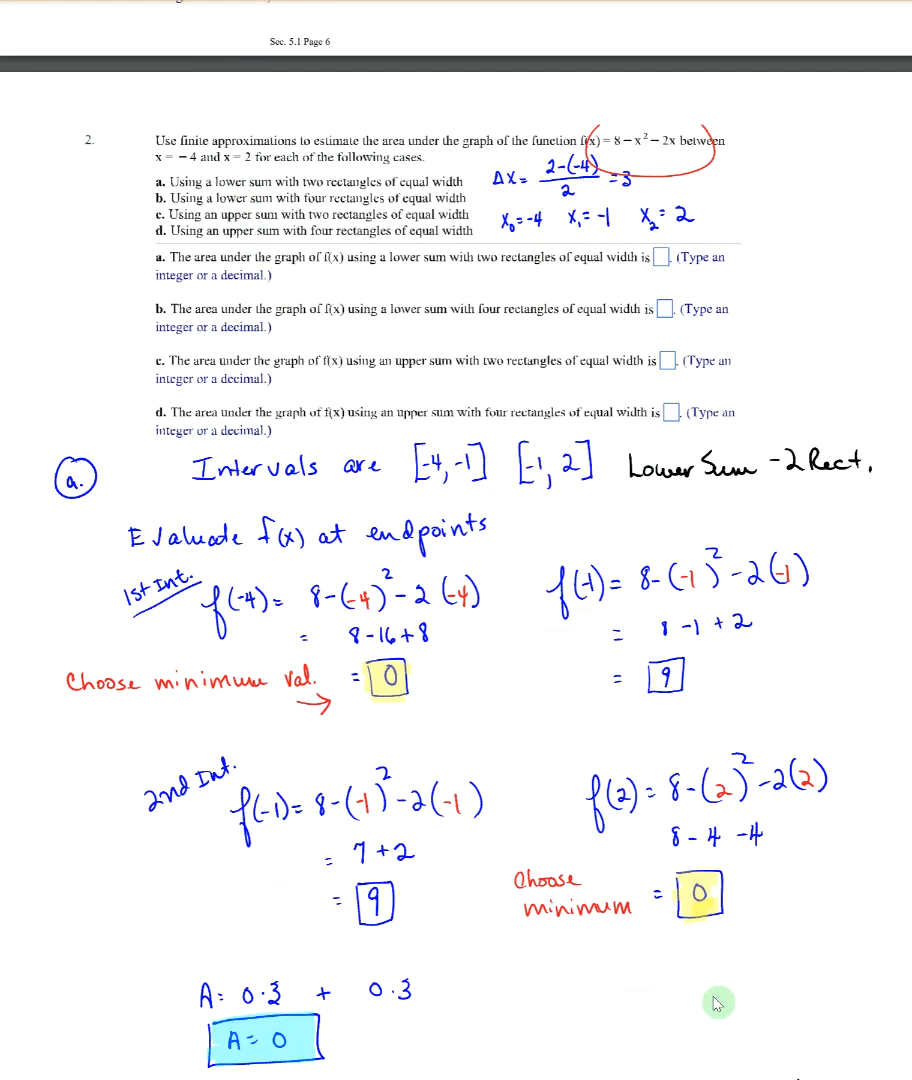 Sec. 5.1 Page 6
2. Use finite approximations to estimate the area under the graph of the function f(x) = 8 − x² − 2x between
x = − 4 and x = 2 for each of the following cases.
a. Using a lower sum with two rectangles of equal width
b. Using a lower sum with four rectangles of equal width
c. Using an upper sum with two rectangles of equal width
d. Using an upper sum with four rectangles of equal width
Δx = 2-(-4)/2 = 3
x₀ = -4 x₁ = -1 x₂ = 2
a. The area under the graph of f(x) using a lower sum with two rectangles of equal width is □. (Type an
integer or a decimal.)
b. The area under the graph of f(x) using a lower sum with four rectangles of equal width is □. (Type an
integer or a decimal.)
c. The area under the graph of f(x) using an upper sum with two rectangles of equal width is □. (Type an
integer or a decimal.)
d. The area under the graph of f(x) using an upper sum with four rectangles of equal width is □. (Type an
integer or a decimal.)
a. Intervals are [-4, -1] [-1, 2] Lower Sum - 2 Rect.
Evaluate f(x) at endpoints
1st Int. f(-4) = 8-(-4)² - 2(-4) f(-1) = 8-(-1)² - 2(-1)
= 8-16+8 = 8 - 1 + 2
Choose minimum val. → = 0 = 9
2nd Int. f(-1) = 8-(-1)² - 2(-1) f(2) = 8-(2)² - 2(2)
= 7 + 2 8 - 4 - 4
= 9 Choose minimum = 0
A = 0·3 + 0·3
A = 0